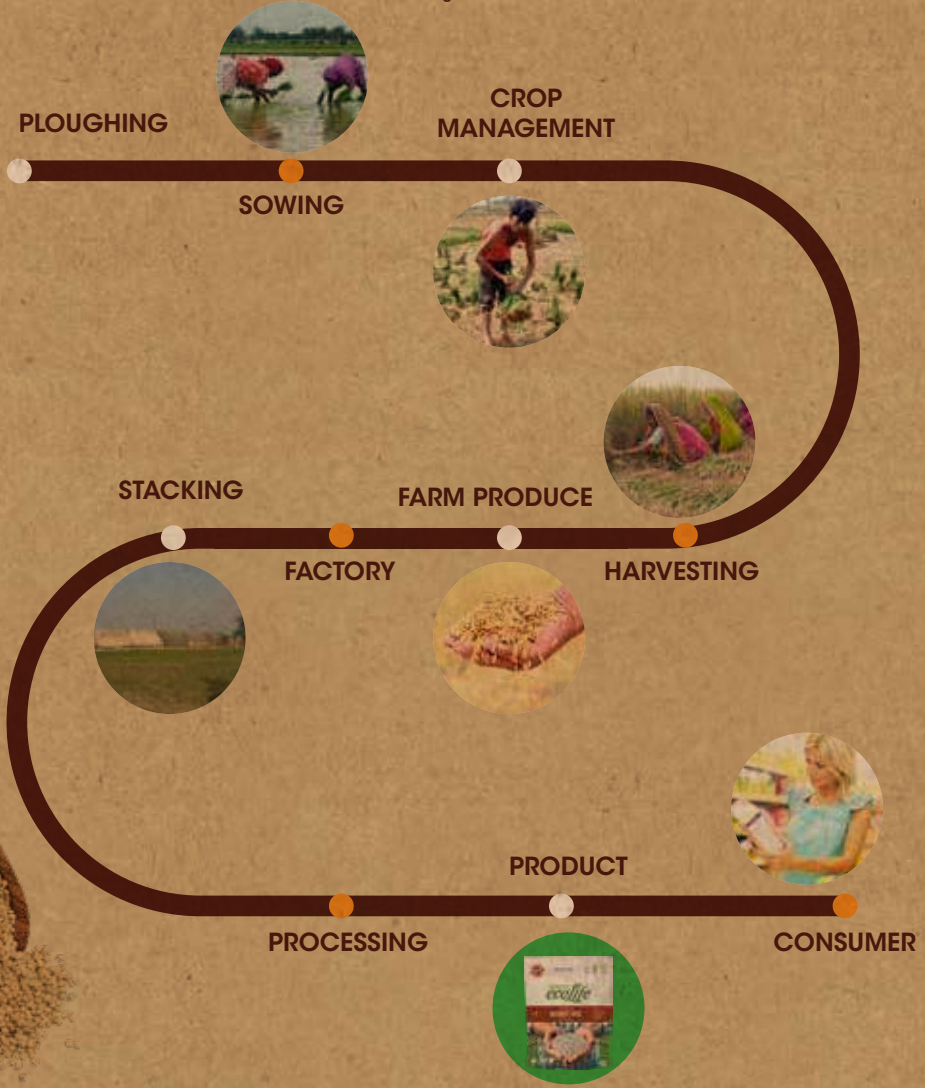 PLOUGHING
SOWING
CROP
MANAGEMENT
HARVESTING
FARM PRODUCE
FACTORY
STACKING
PROCESSING
PRODUCT
ecolife
CONSUMER